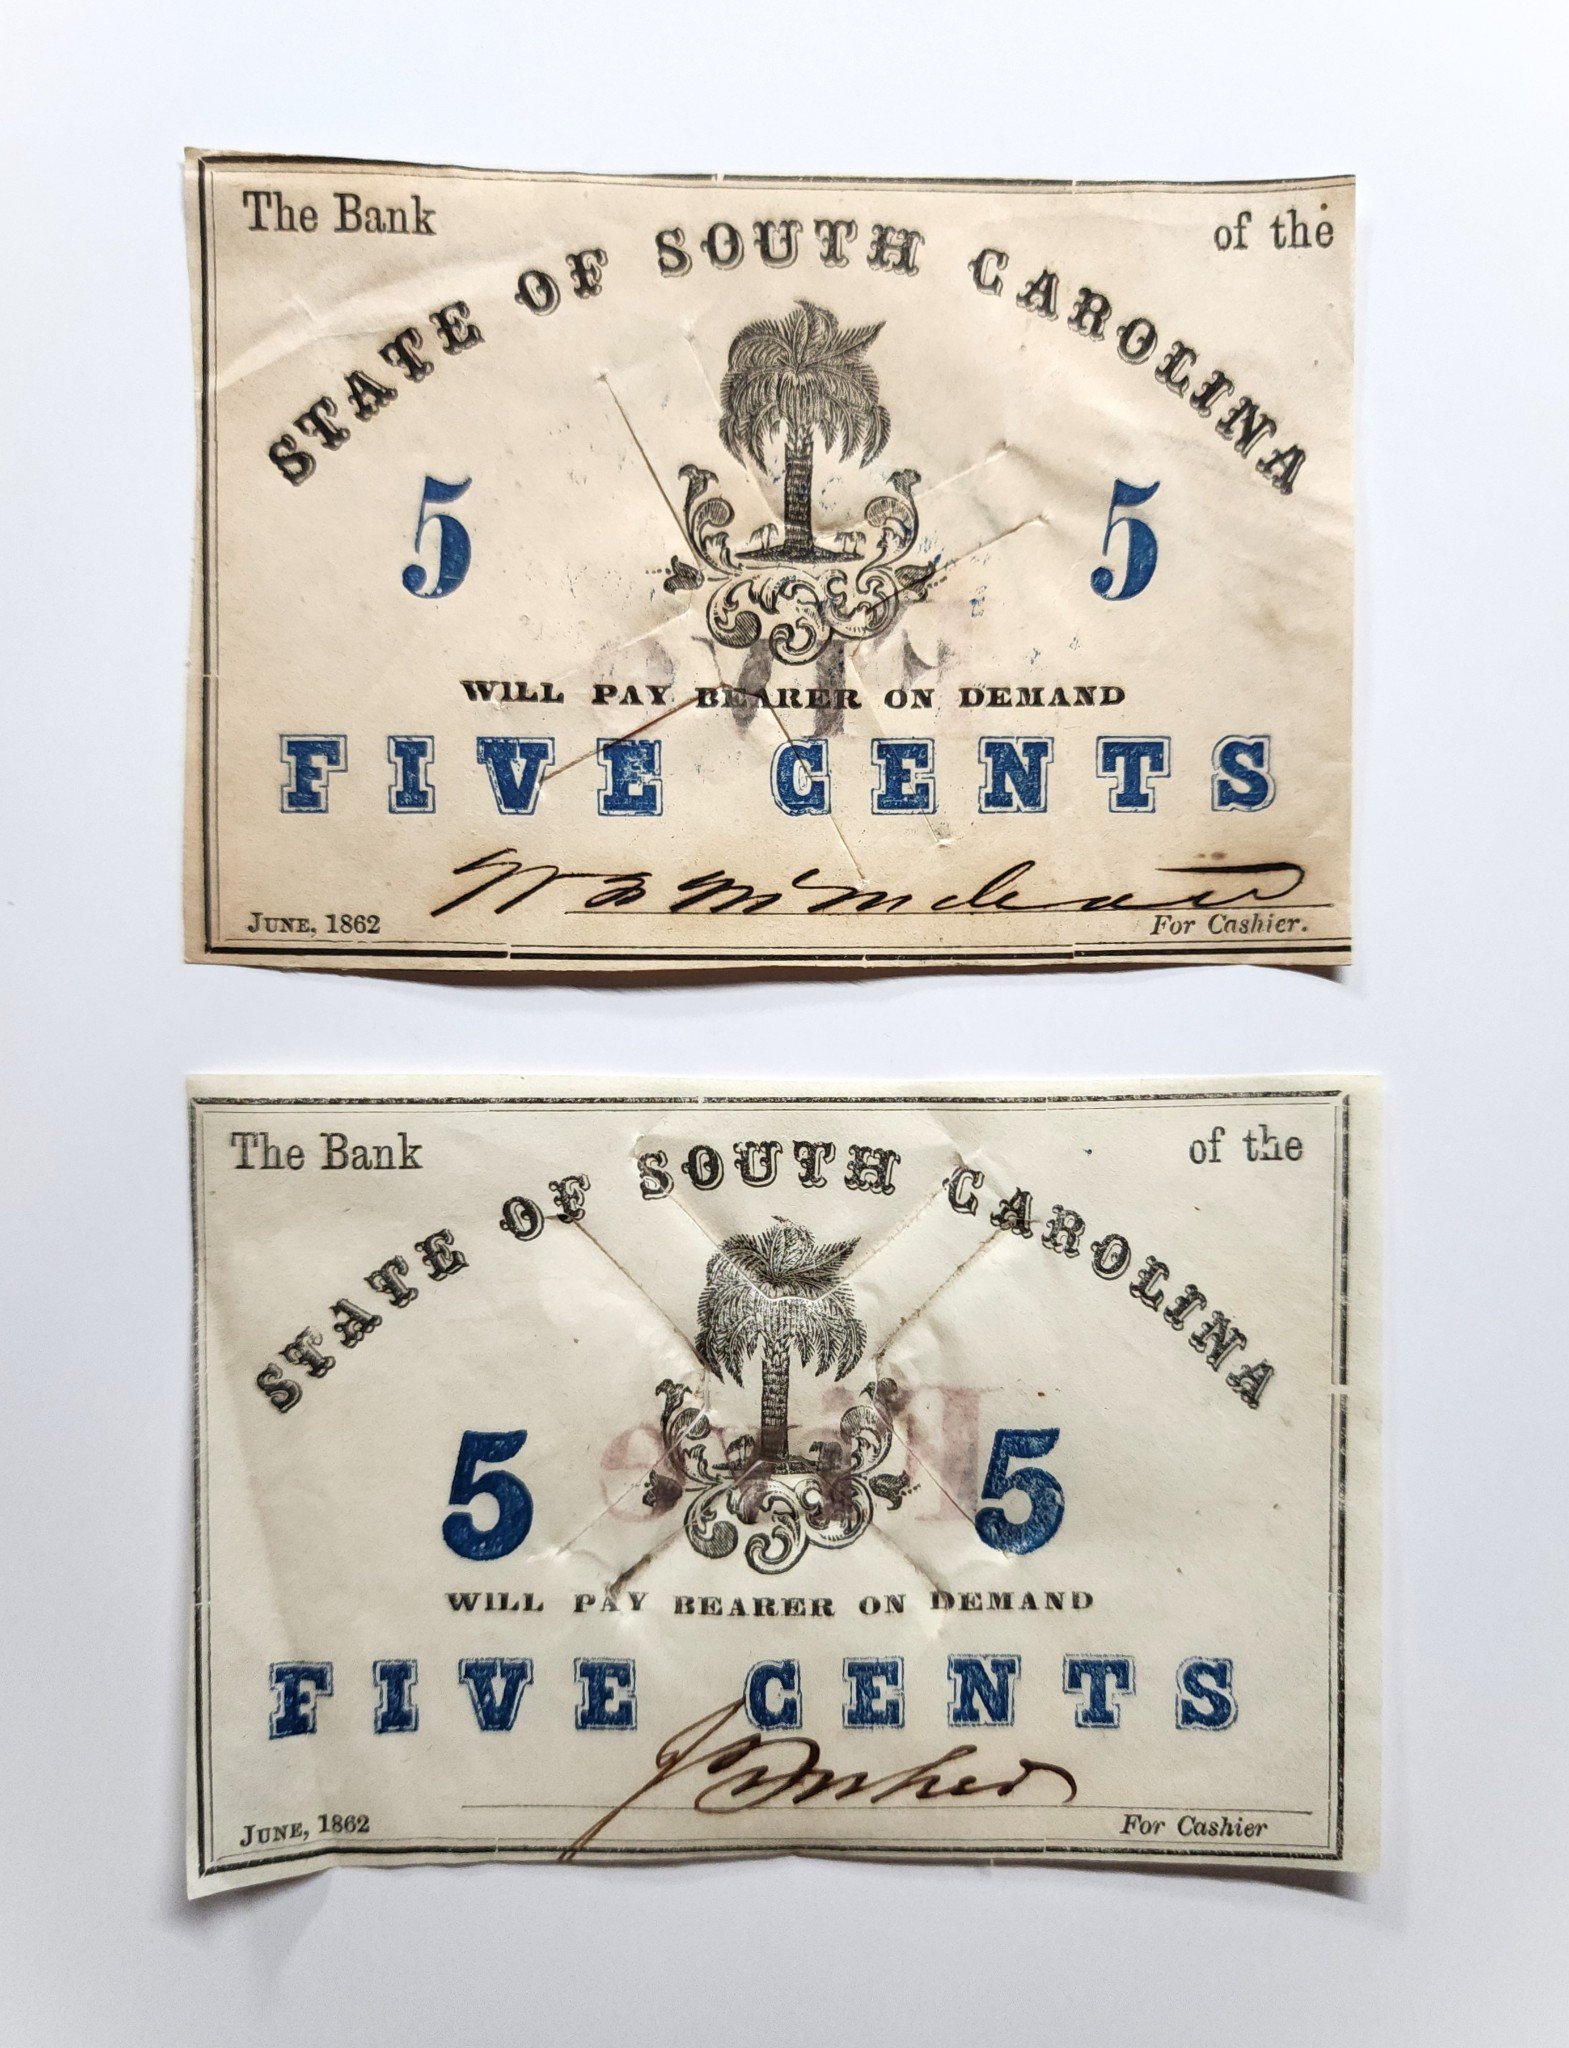 The Bank of the
STATE OF SOUTH CAROLINA
5 5
WILL PAY BEARER ON DEMAND
FIVE CENTS
JUNE, 1862 For Cashier.
The Bank of the
STATE OF SOUTH CAROLINA
5 5
Five
WILL PAY BEARER ON DEMAND
FIVE CENTS
JUNE, 1862 For Cashier